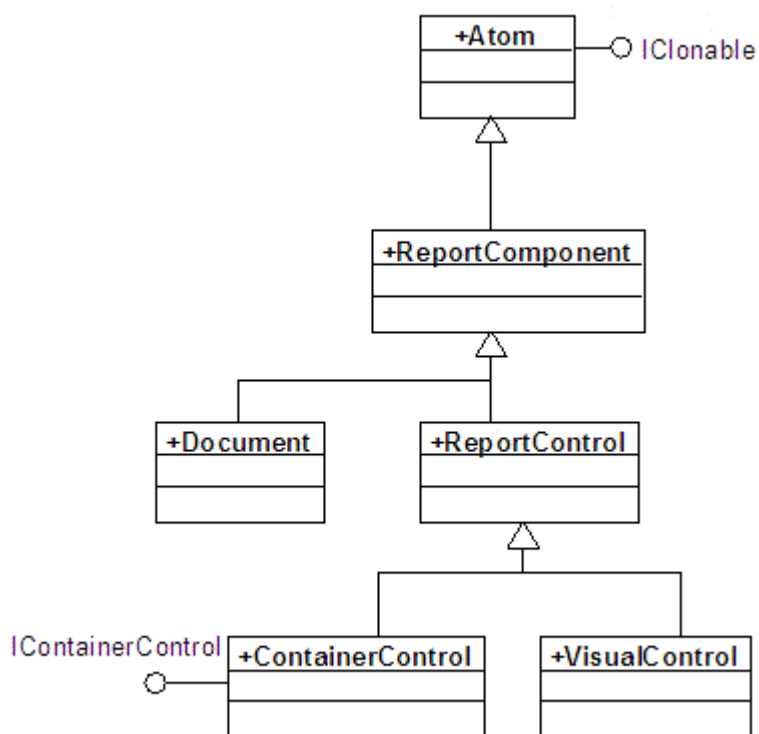 +Atom
IClonable
+ReportComponent
+Document
+ReportControl
IContainerControl
+ContainerControl
+VisualControl